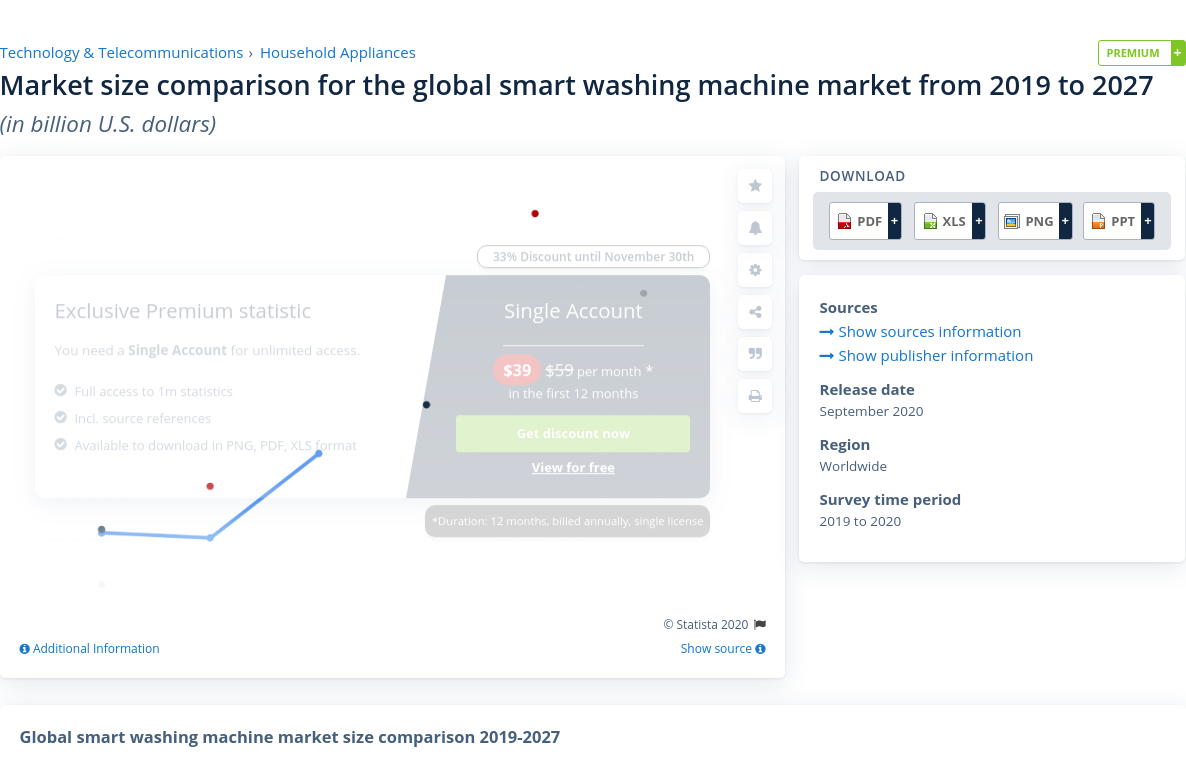 Technology & Telecommunications › Household Appliances
PREMIUM +
Market size comparison for the global smart washing machine market from 2019 to 2027
(in billion U.S. dollars)
DOWNLOAD
PDF + XLS + PNG + PPT +
33% Discount until November 30th
Exclusive Premium statistic
You need a Single Account for unlimited access.
Full access to 1m statistics
Incl. source references
Available to download in PNG, PDF, XLS format
Single Account
$39 $59 per month *
in the first 12 months
Get discount now
View for free
*Duration: 12 months, billed annually, single license
© Statista 2020
Additional Information
Show source
Sources
Show sources information
Show publisher information
Release date
September 2020
Region
Worldwide
Survey time period
2019 to 2020
Global smart washing machine market size comparison 2019-2027